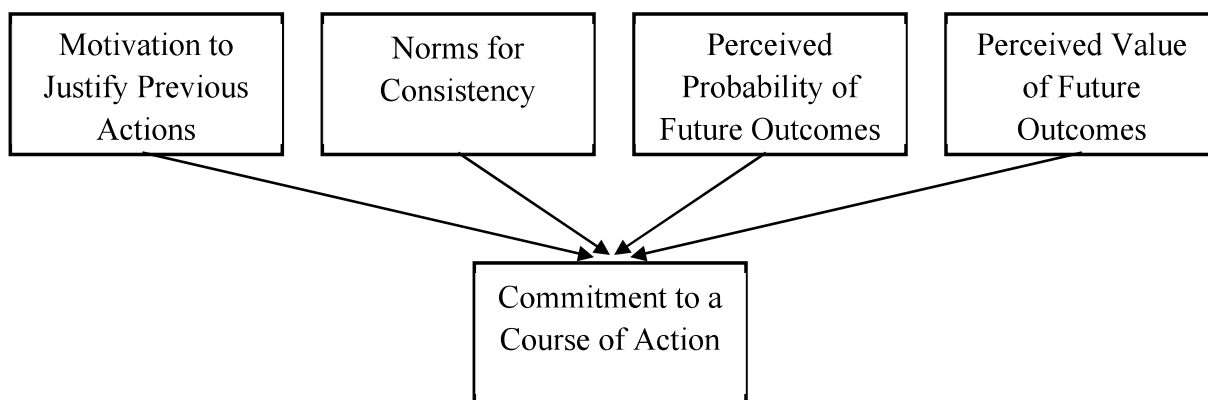 Motivation to
Justify Previous
Actions
Norms for
Consistency
Perceived
Probability of
Future Outcomes
Perceived Value
of Future
Outcomes
Commitment to a
Course of Action